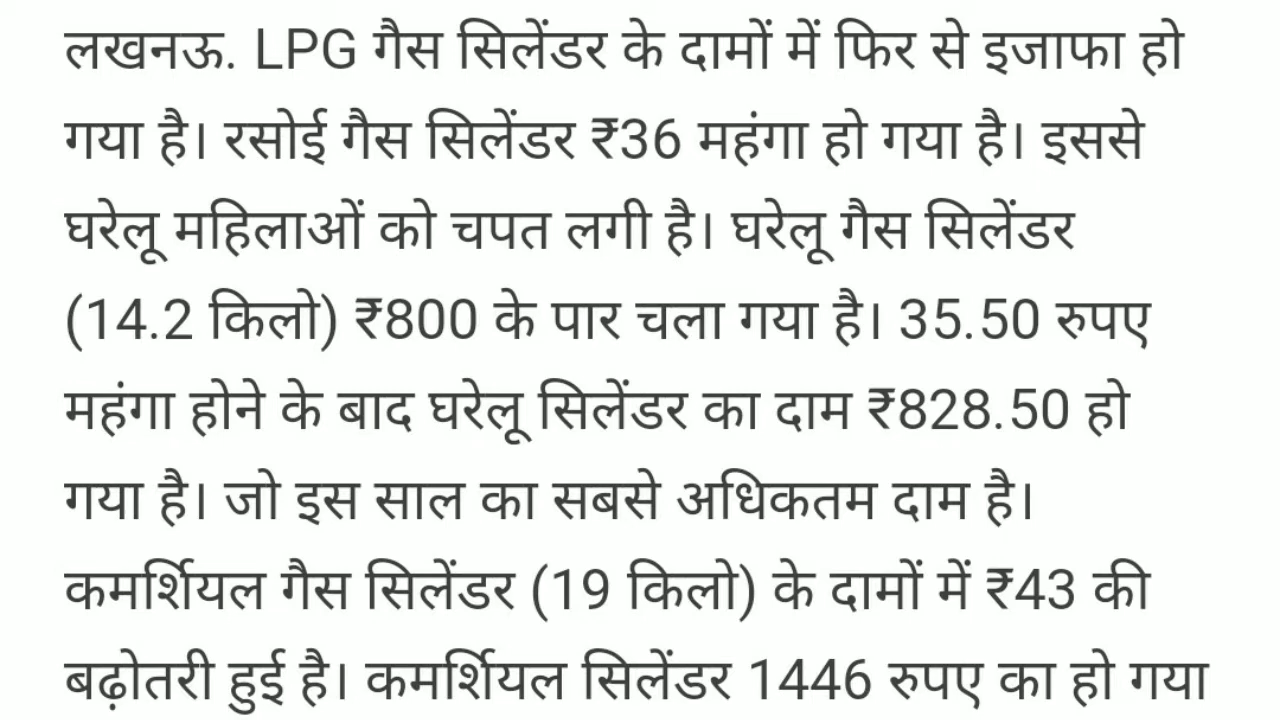 लखनऊ. LPG गैस सिलेंडर के दामों में फिर से इजाफा हो
गया है। रसोई गैस सिलेंडर ₹36 महंगा हो गया है। इससे
घरेलू महिलाओं को चपत लगी है। घरेलू गैस सिलेंडर
(14.2 किलो) ₹800 के पार चला गया है। 35.50 रुपए
महंगा होने के बाद घरेलू सिलेंडर का दाम ₹828.50 हो
गया है। जो इस साल का सबसे अधिकतम दाम है।
कमर्शियल गैस सिलेंडर (19 किलो) के दामों में ₹43 की
बढ़ोतरी हुई है। कमर्शियल सिलेंडर 1446 रुपए का हो गया